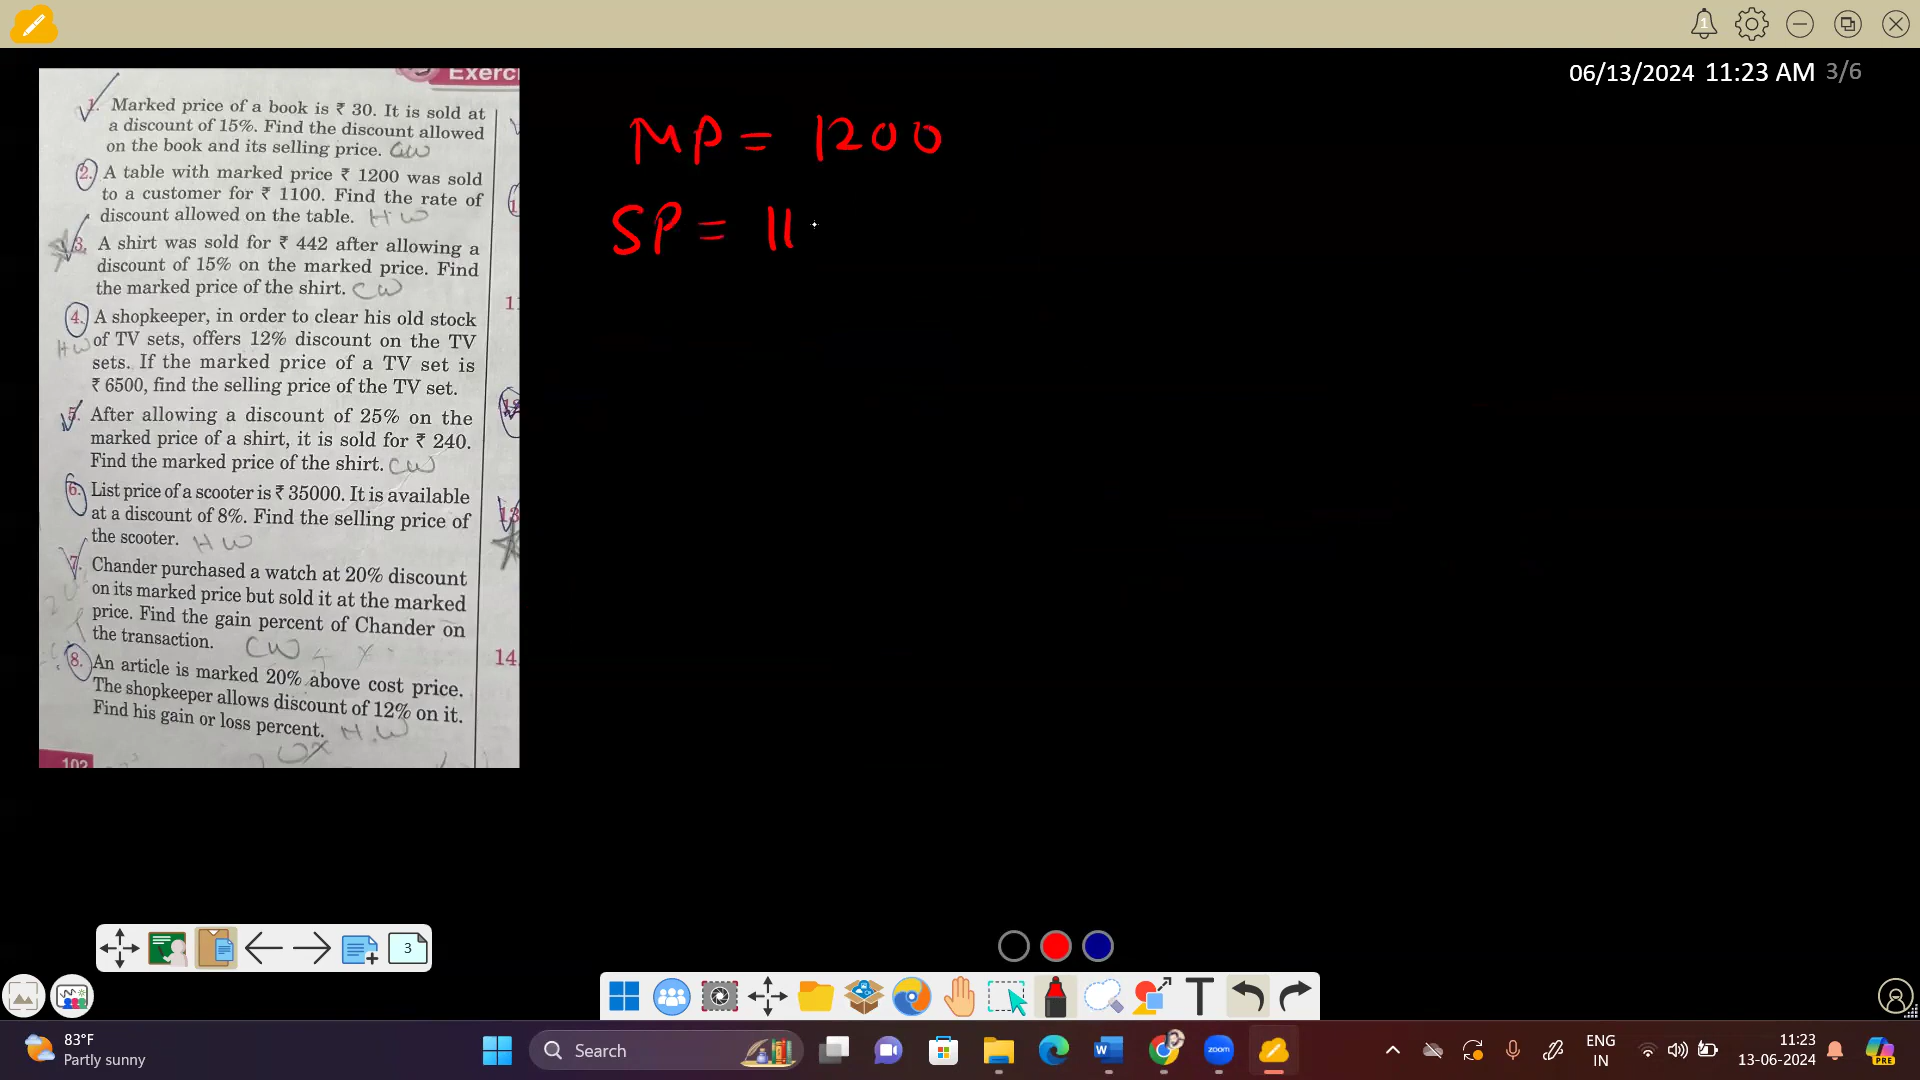 06/13/2024 11:23 AM 3/6
Exerci
1. Marked price of a book is ₹ 30. It is sold at
a discount of 15%. Find the discount allowed
on the book and its selling price. CW
2. A table with marked price ₹ 1200 was sold
to a customer for ₹ 1100. Find the rate of
discount allowed on the table. HW
3. A shirt was sold for ₹ 442 after allowing a
discount of 15% on the marked price. Find
the marked price of the shirt. CW
4. A shopkeeper, in order to clear his old stock
HW of TV sets, offers 12% discount on the TV
sets. If the marked price of a TV set is
₹ 6500, find the selling price of the TV set.
5. After allowing a discount of 25% on the
marked price of a shirt, it is sold for ₹ 240.
Find the marked price of the shirt. CW
6. List price of a scooter is ₹ 35000. It is available
at a discount of 8%. Find the selling price of
the scooter. HW
7. Chander purchased a watch at 20% discount
on its marked price but sold it at the marked
price. Find the gain percent of Chander on
the transaction. CW
8. An article is marked 20% above cost price.
The shopkeeper allows discount of 12% on it.
Find his gain or loss percent. H.W
102
11
13
14.
MP = 1200
SP = 11
3
83°F
Partly sunny
Search
zoom
ENG
IN
11:23
13-06-2024
PRE